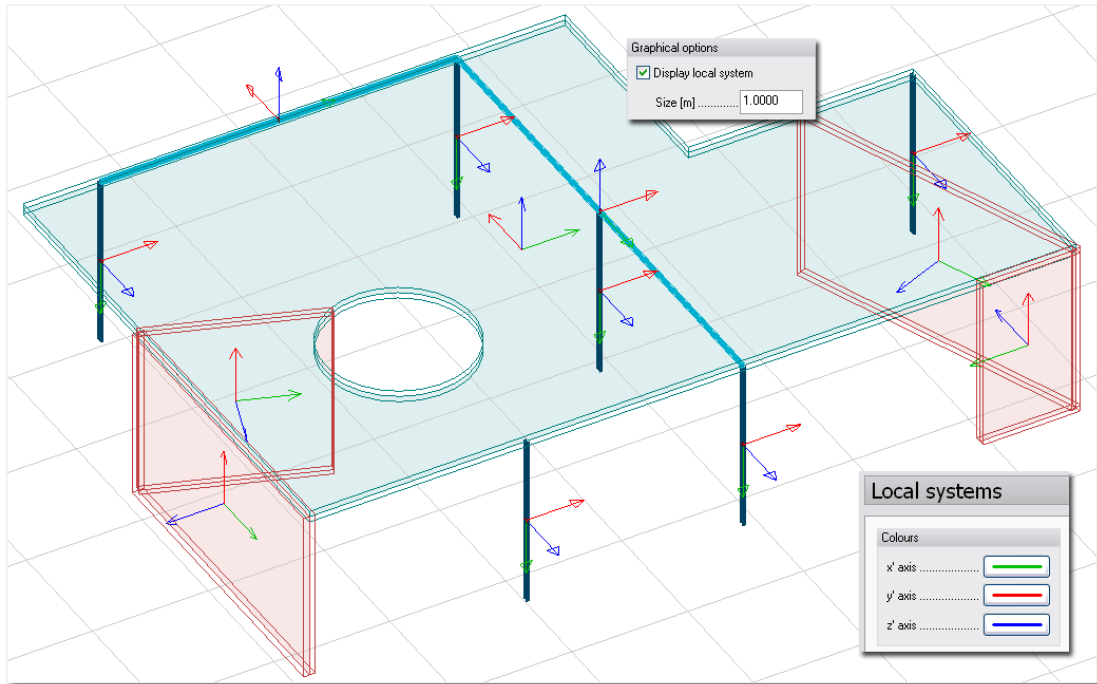 Graphical options
Display local system
Size [m] ............ 1.0000
Local systems
Colours
x' axis ..................
y' axis ..................
z' axis ..................